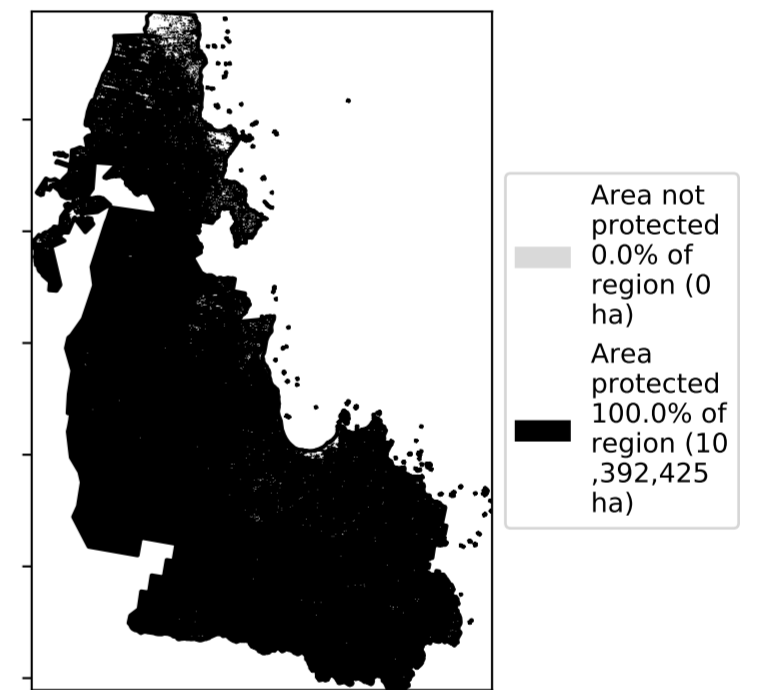 Area not
protected
0.0% of
region (0
ha)
Area
protected
100.0% of
region (10
,392,425
ha)